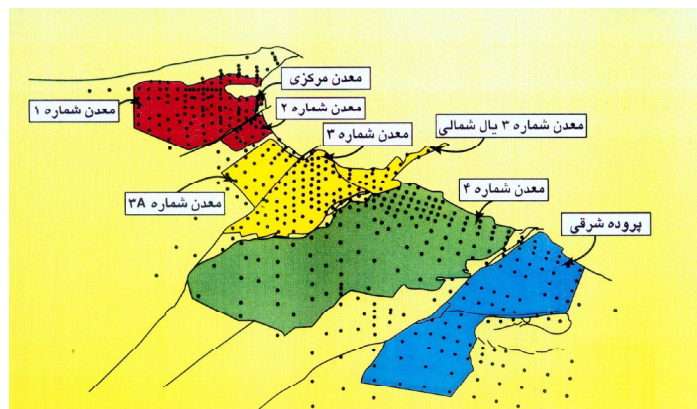 معدن مرکزی
معدن شماره ۱
معدن شماره ۲
معدن شماره ۳
معدن شماره ۳ یال شمالی
معدن شماره ۳A
معدن شماره ۴
پروده شرقی